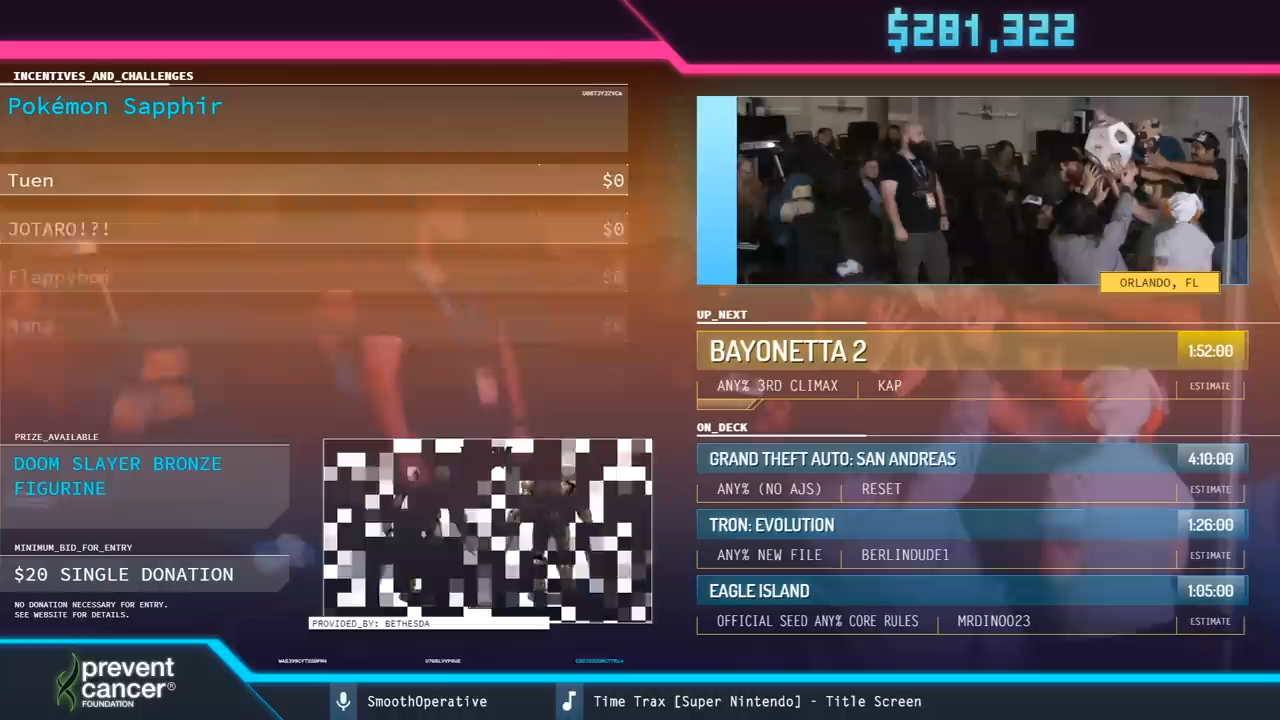 $281,322
INCENTIVES_AND_CHALLENGES
Pokémon Sapphir
Tuen $0
JOTARO!?! $0
Flappyboi $0
ORLANDO, FL
UP_NEXT
BAYONETTA 2 1:52:00
ANY% 3RD CLIMAX KAP ESTIMATE
ON_DECK
GRAND THEFT AUTO: SAN ANDREAS 4:10:00
ANY% (NO AJS) RESET ESTIMATE
TRON: EVOLUTION 1:26:00
ANY% NEW FILE BERLINDUDE1 ESTIMATE
EAGLE ISLAND 1:05:00
OFFICIAL SEED ANY% CORE RULES MRDINO023 ESTIMATE
PRIZE_AVAILABLE
DOOM SLAYER BRONZE
FIGURINE
MINIMUM_BID_FOR_ENTRY
$20 SINGLE DONATION
NO DONATION NECESSARY FOR ENTRY.
SEE WEBSITE FOR DETAILS.
PROVIDED_BY: BETHESDA
prevent
cancer®
FOUNDATION
SmoothOperative
Time Trax [Super Nintendo] - Title Screen